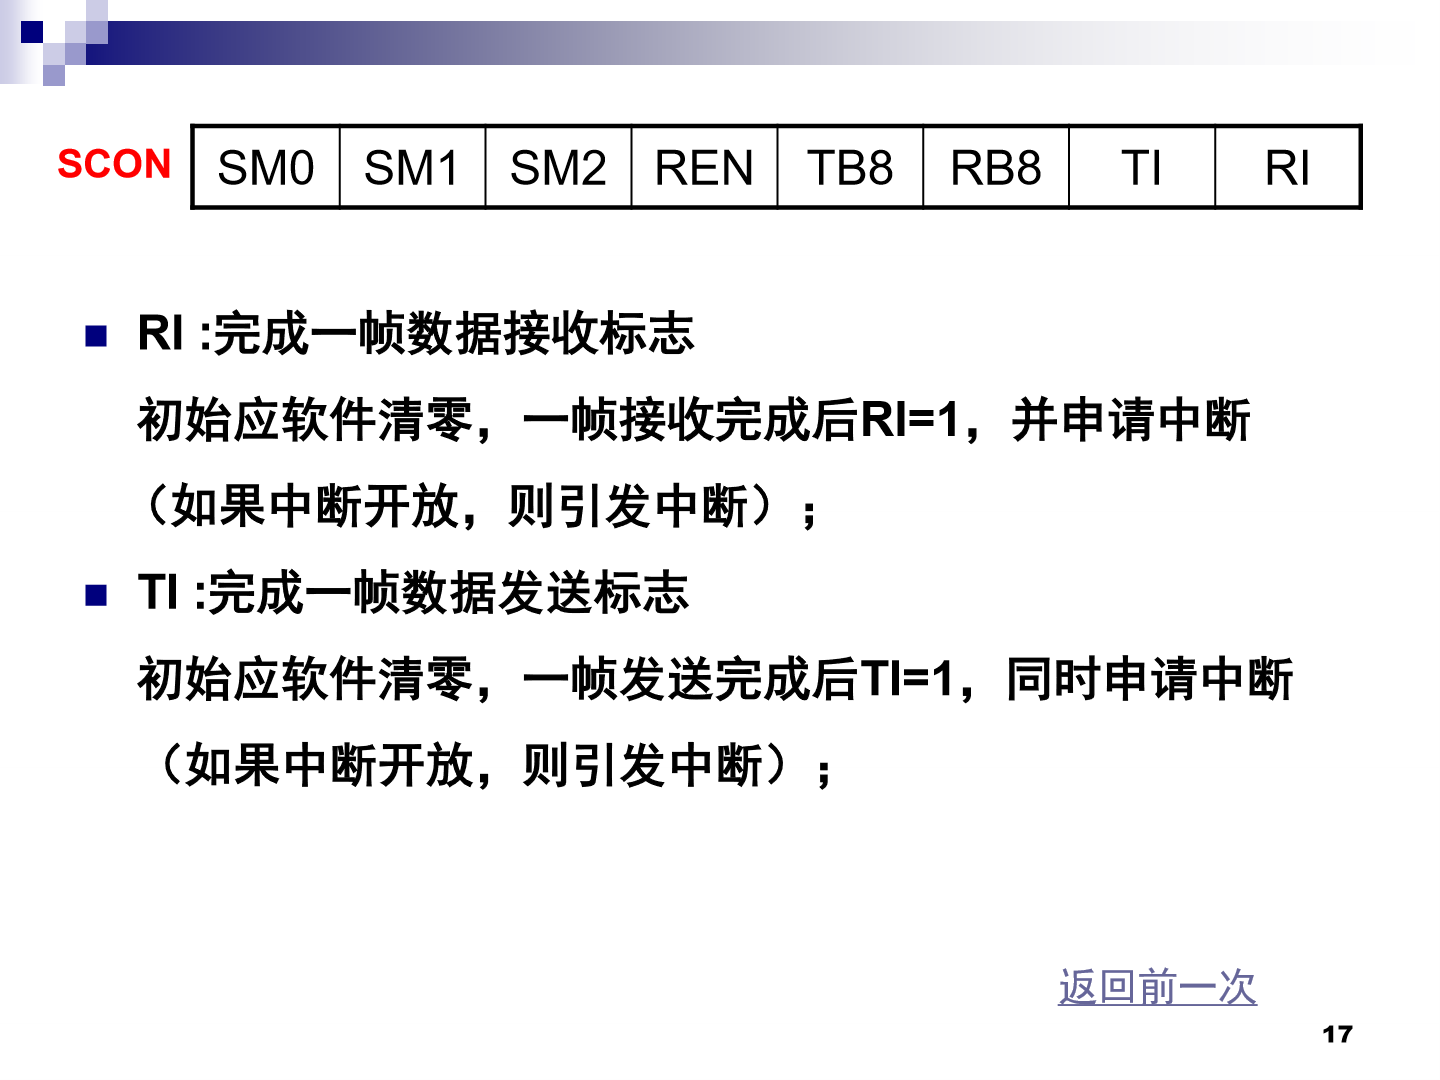 SCON SM0 SM1 SM2 REN TB8 RB8 TI RI
RI :完成一帧数据接收标志
初始应软件清零，一帧接收完成后RI=1，并申请中断
（如果中断开放，则引发中断）；
TI :完成一帧数据发送标志
初始应软件清零，一帧发送完成后TI=1，同时申请中断
（如果中断开放，则引发中断）；
返回前一次
17